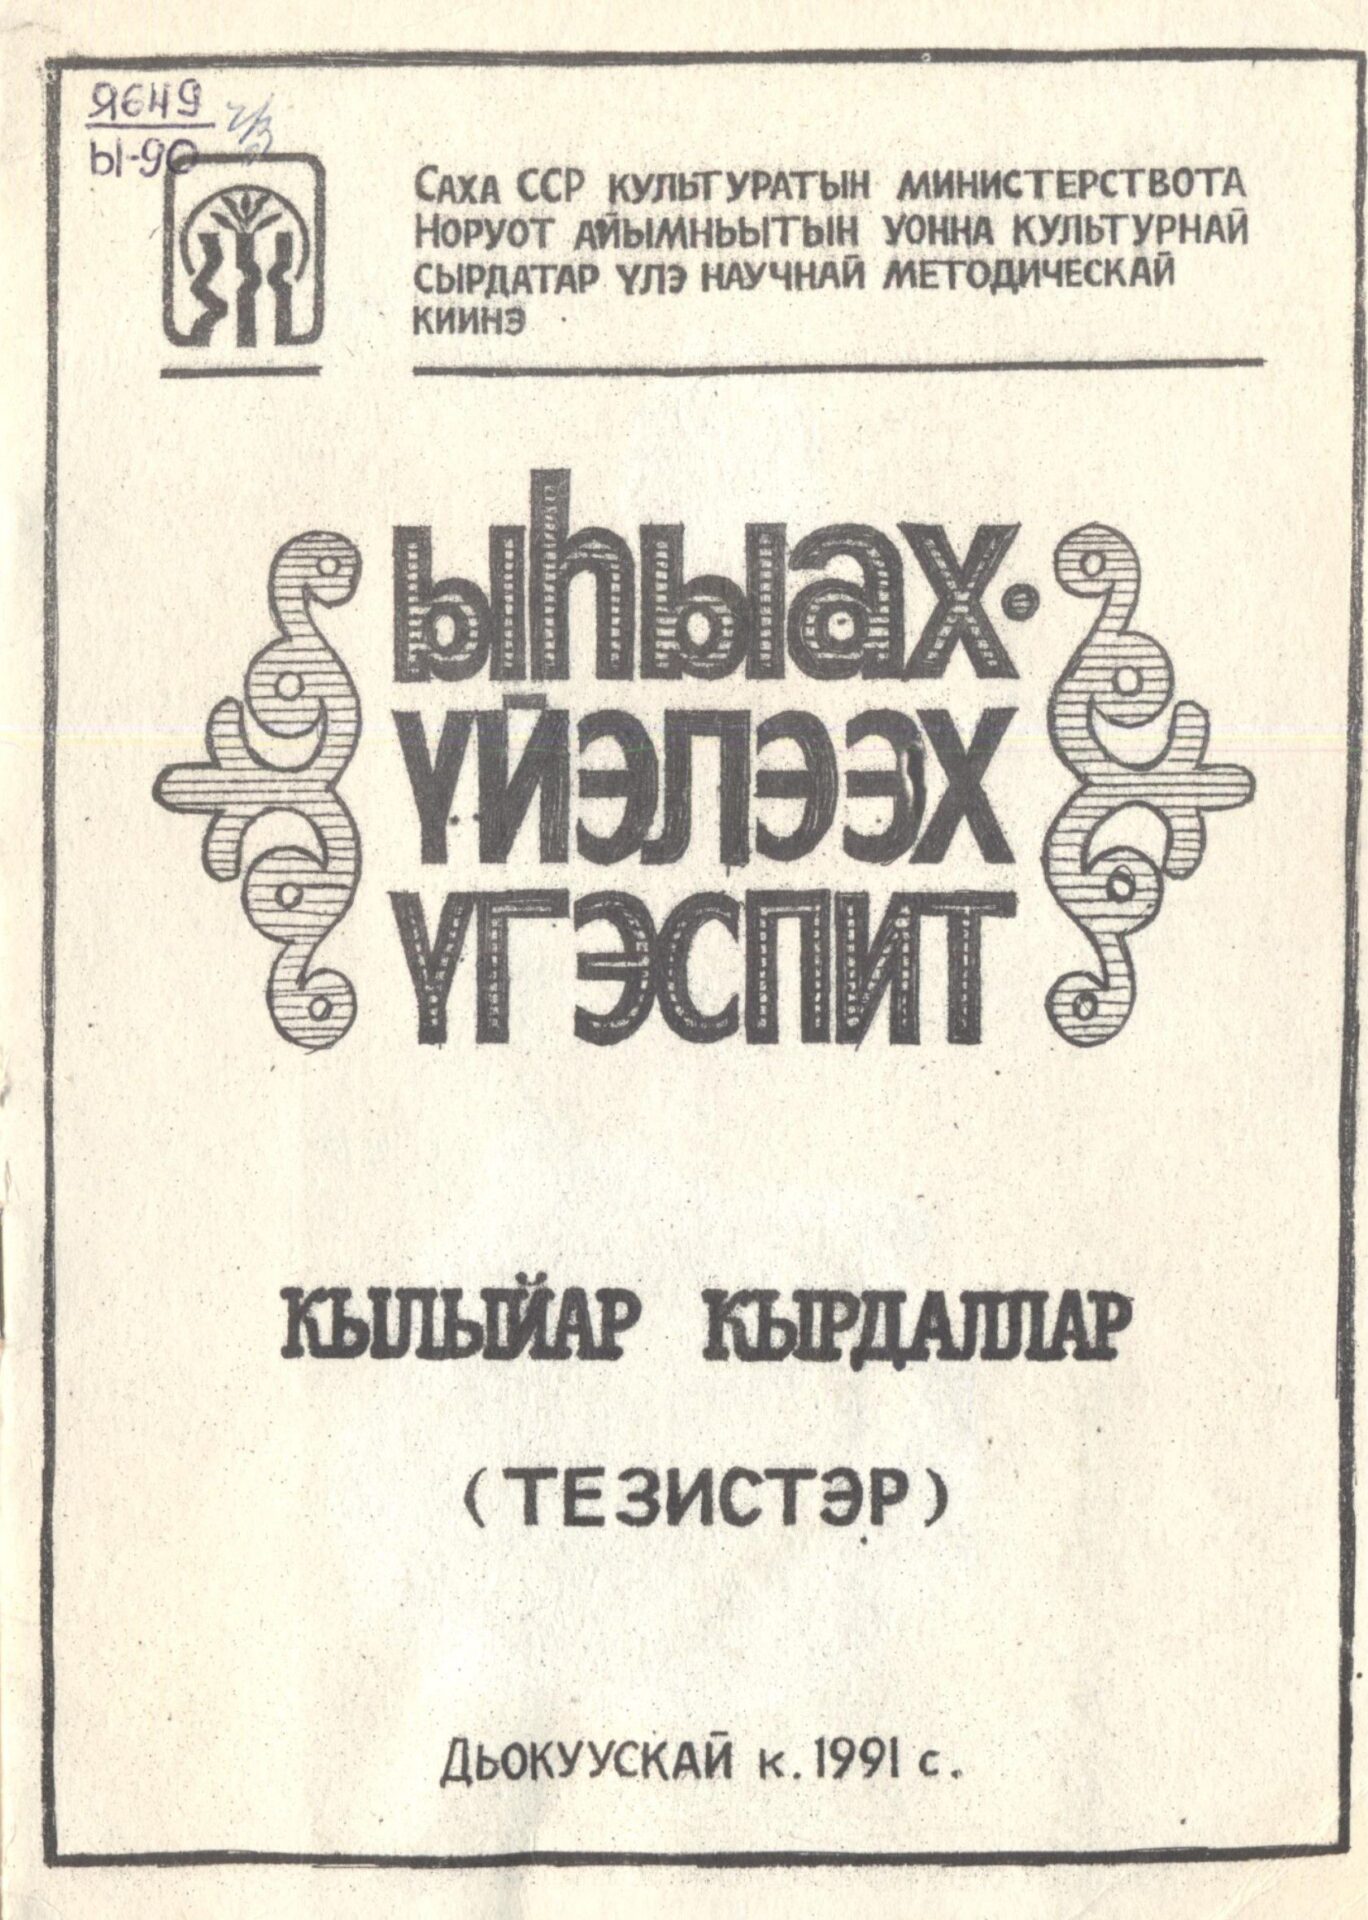 Я649
Ы-90
САХА ССР КУЛЬТУРАТЫН МИНИСТЕРСТВОТА
НОРУОТ АЙЫМНЬЫТЫН УОННА КУЛЬТУРНАЙ
СЫРДАТАР ҮЛЭ НАУЧНАЙ МЕТОДИЧЕСКАЙ
КИИНЭ
ЫҺЫАХ-
ҮЙЭЛЭЭХ
ҮГЭСПИТ
КЫЛЫЙАР КЫРДАЛЛАР
(ТЕЗИСТЭР)
ДЬОКУУСКАЙ к. 1991 с.